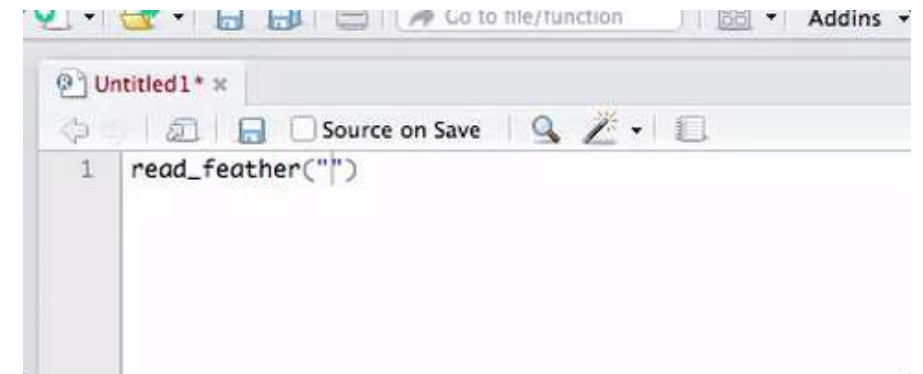 Go to file/function
Addins
Untitled1*
Source on Save
1 read_feather("")